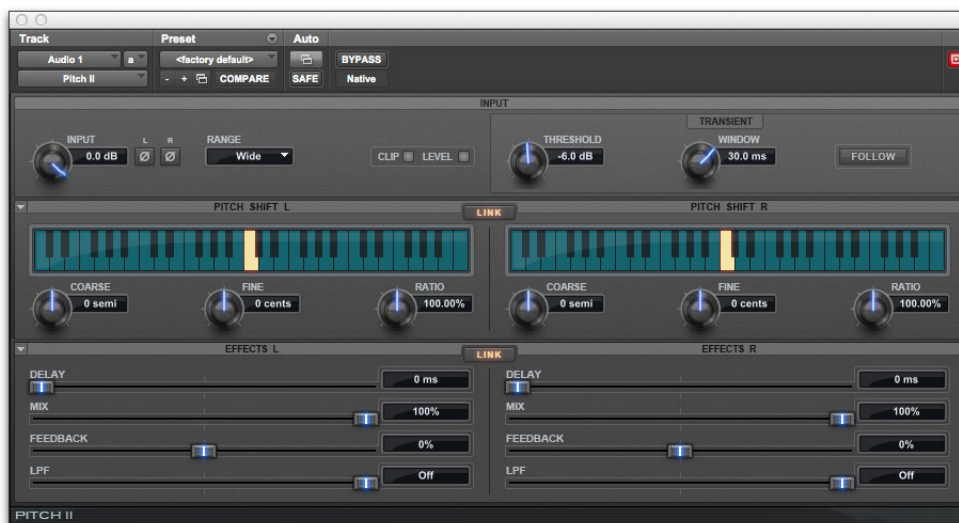 Track Preset Auto
Audio 1 a <factory default> BYPASS
Pitch II - + COMPARE SAFE Native
INPUT
TRANSIENT
INPUT L R RANGE THRESHOLD WINDOW
0.0 dB Ø Ø Wide CLIP LEVEL -6.0 dB 30.0 ms FOLLOW
PITCH SHIFT L LINK PITCH SHIFT R
COARSE FINE RATIO COARSE FINE RATIO
0 semi 0 cents 100.00% 0 semi 0 cents 100.00%
EFFECTS L LINK EFFECTS R
DELAY DELAY
0 ms 0 ms
MIX MIX
100% 100%
FEEDBACK FEEDBACK
0% 0%
LPF LPF
Off Off
PITCH II